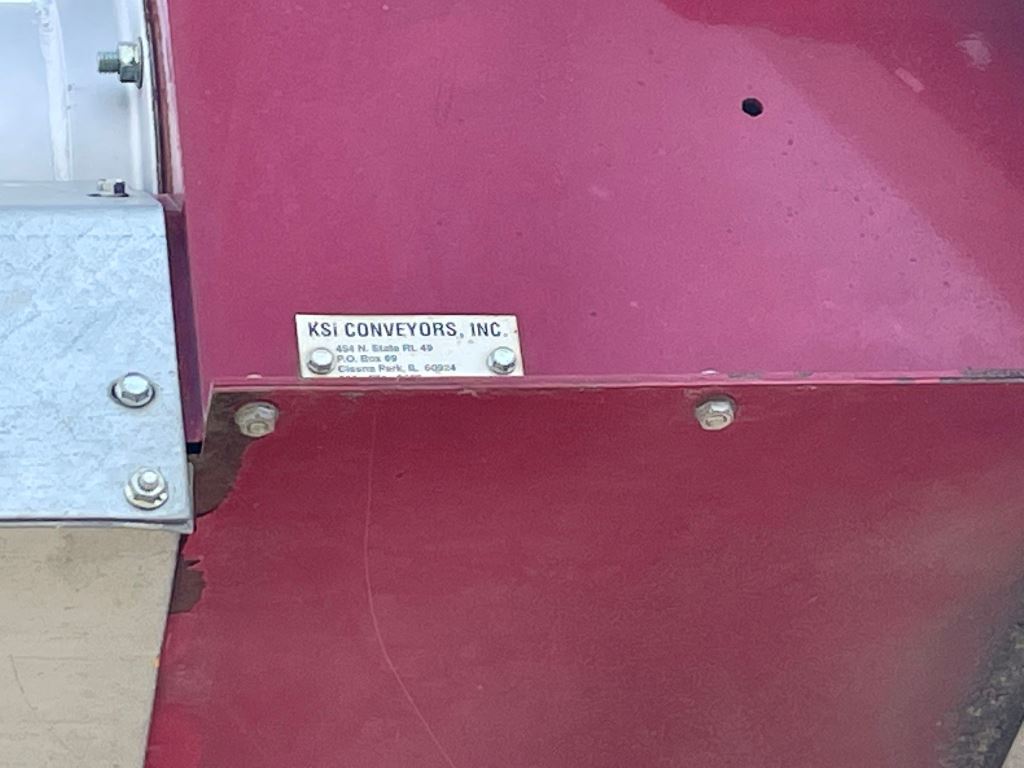 KSi CONVEYORS, INC.
454 N. State Rt. 49
P.O. Box 69
Cissna Park, IL 60924